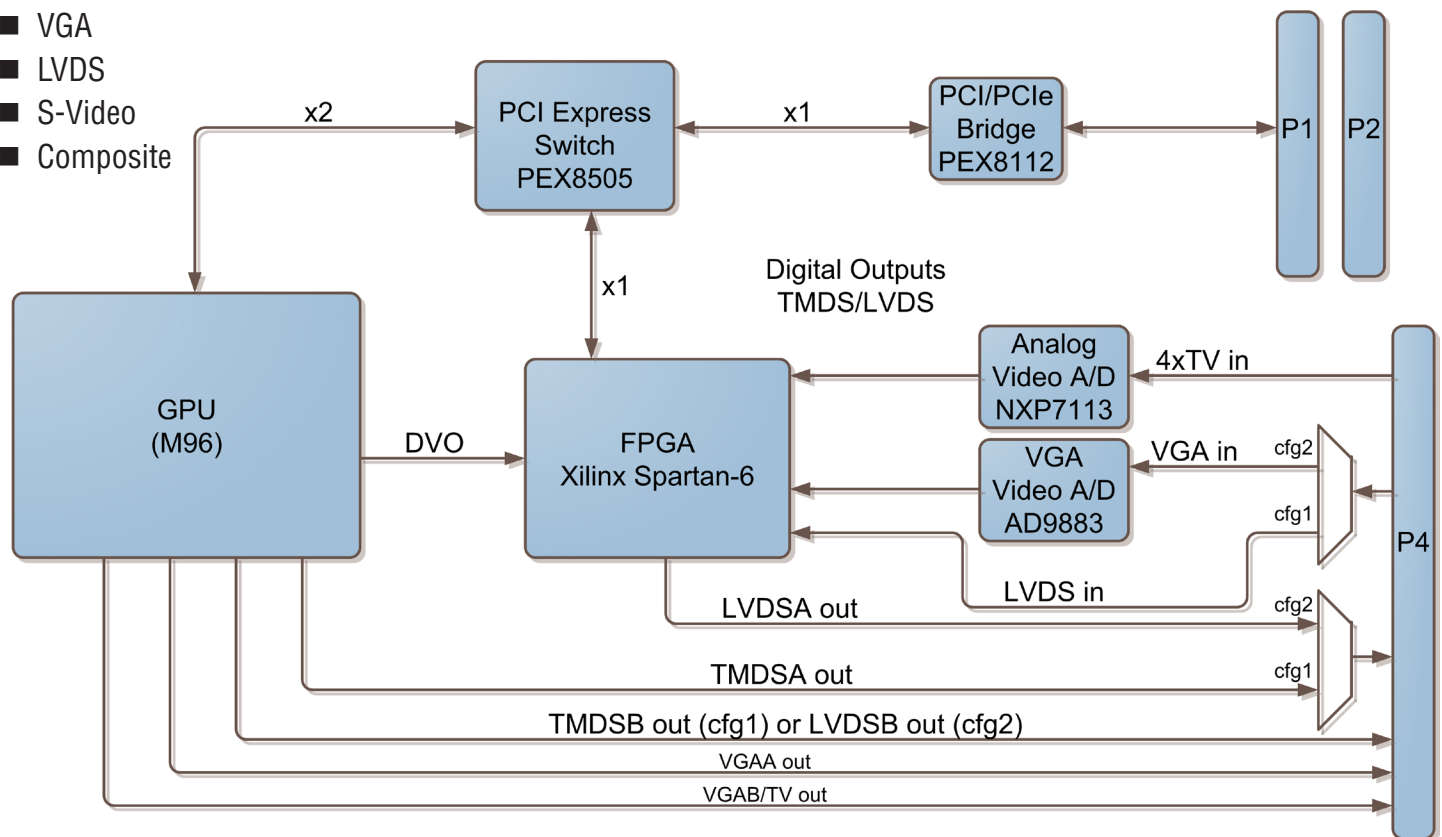 ■ VGA
■ LVDS
■ S-Video
■ Composite
x2
PCI Express
Switch
PEX8505
x1
PCI/PCIe
Bridge
PEX8112
P1
P2
x1
Digital Outputs
TMDS/LVDS
GPU
(M96)
DVO
FPGA
Xilinx Spartan-6
Analog
Video A/D
NXP7113
4xTV in
VGA
Video A/D
AD9883
VGA in
cfg2
cfg1
P4
LVDS in
LVDSA out
cfg2
TMDSA out
cfg1
TMDSB out (cfg1) or LVDSB out (cfg2)
VGAA out
VGAB/TV out